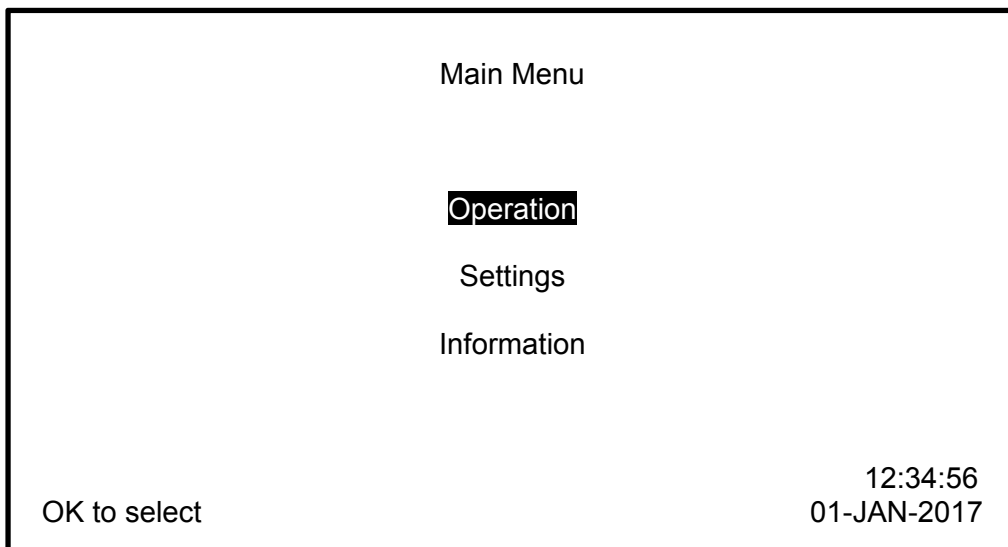 Main Menu
Operation
Settings
Information
12:34:56
OK to select
01-JAN-2017